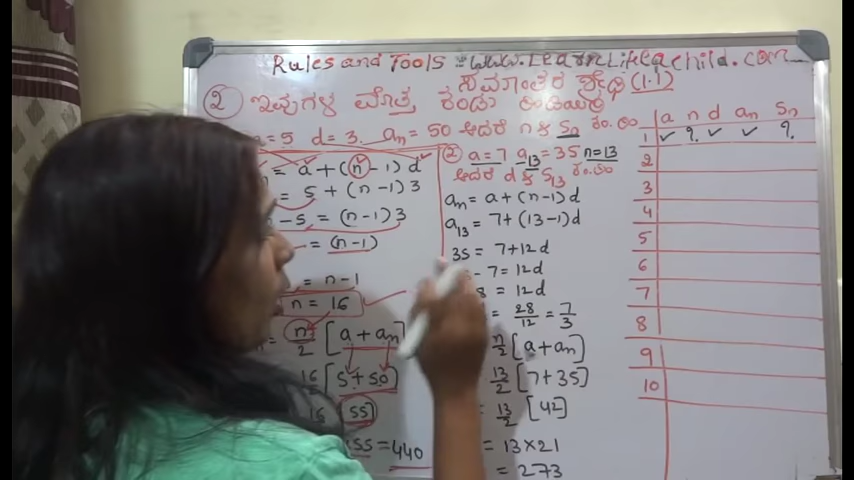 Rules and Tools :- www.LearnLikeachild.com
ಸಮಾಂತರ ಶ್ರೇಢಿ (1.1)
② ಇವುಗಳ ಮೊತ್ತ ಕಂಡು ಹಿಡಿಯಿರಿ
= 5 d = 3 an = 50 ಆದರೆ n & Sn ಕಂ.ಹಿ
= a + (n-1) d
= 5 + (n-1) 3
- 5 = (n-1) 3
= (n-1)
= n-1
n = 16
n/2 [a + an]
16 [5 + 50]
16 [55]
= 440
② a = 7 a13 = 35 n = 13
ಆದರೆ d & S13 ಕಂ.ಹಿ
an = a + (n-1) d
a13 = 7 + (13-1) d
35 = 7 + 12 d
- 7 = 12 d
8 = 12 d
= 28/12 = 7/3
n/2 [a + an]
13/2 [7 + 35]
= 13/2 [42]
= 13 × 21
= 273
a n d an Sn
1 ✓ ? ✓ ✓ ?
2
3
4
5
6
7
8
9
10